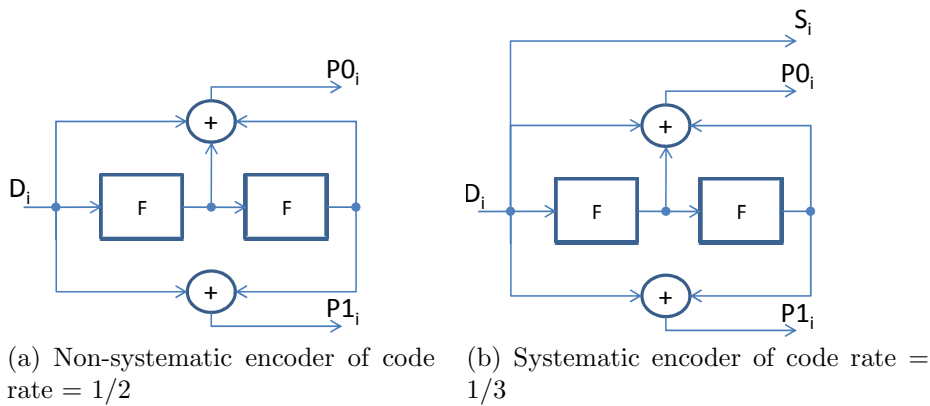 P0i
+
Di
F
F
+
P1i
(a) Non-systematic encoder of code
rate = 1/2
Si
P0i
+
Di
F
F
+
P1i
(b) Systematic encoder of code rate =
1/3